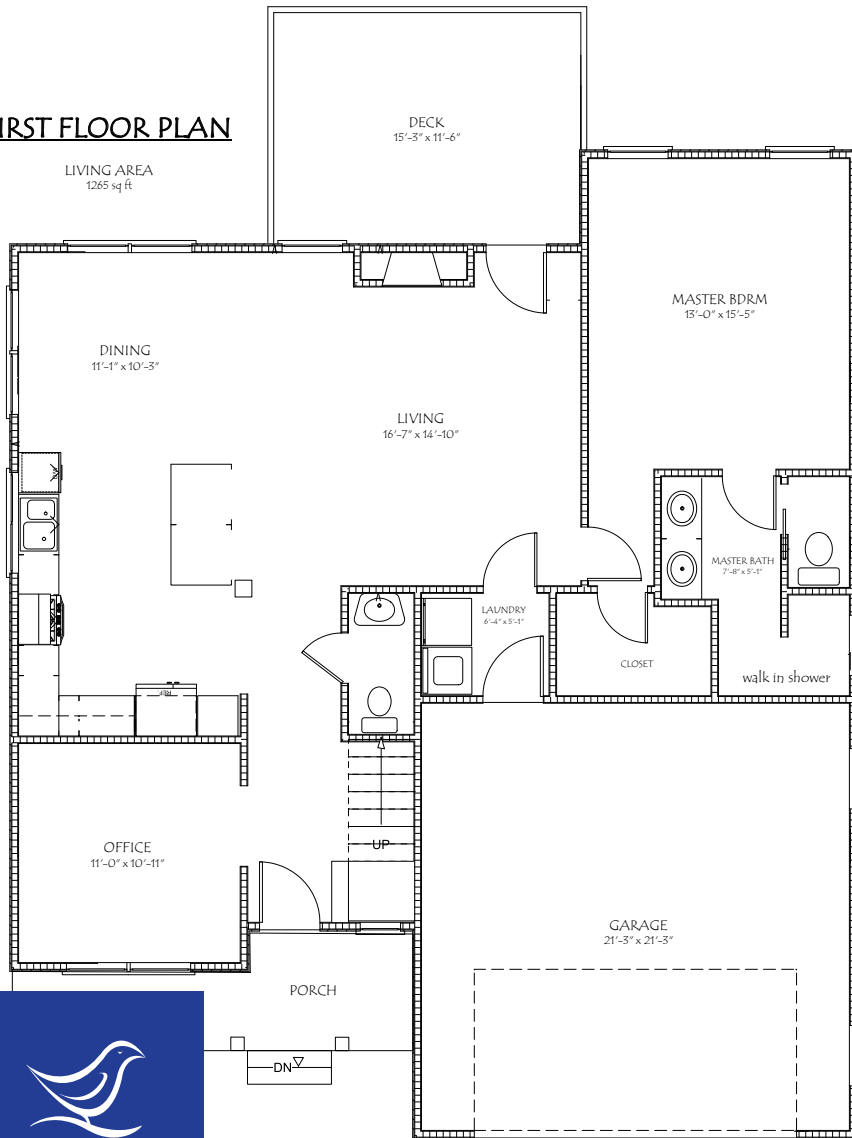 IRST FLOOR PLAN
LIVING AREA
1265 sq ft
DECK
15'-3" x 11'-6"
MASTER BDRM
13'-0" x 15'-5"
DINING
11'-1" x 10'-3"
LIVING
16'-7" x 14'-10"
MASTER BATH
7'-8" x 5'-1"
LAUNDRY
6'-4" x 5'-1"
CLOSET
walk in shower
REF
UP
OFFICE
11'-0" x 10'-11"
GARAGE
21'-3" x 21'-3"
PORCH
DN